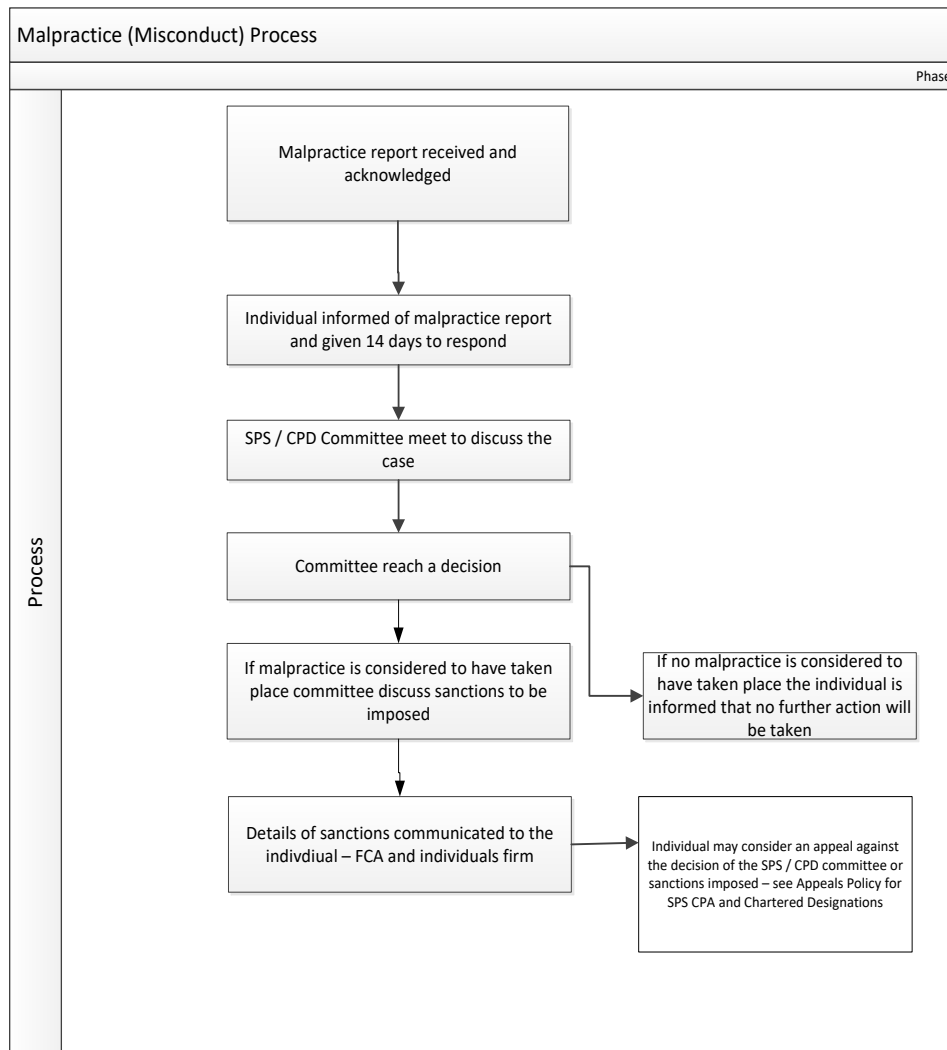 Malpractice (Misconduct) Process
Phase
Process
Malpractice report received and
acknowledged
Individual informed of malpractice report
and given 14 days to respond
SPS / CPD Committee meet to discuss the
case
Committee reach a decision
If malpractice is considered to have taken
place committee discuss sanctions to be
imposed
If no malpractice is considered to
have taken place the individual is
informed that no further action will
be taken
Details of sanctions communicated to the
indivdiual – FCA and individuals firm
Individual may consider an appeal against
the decision of the SPS / CPD committee or
sanctions imposed – see Appeals Policy for
SPS CPA and Chartered Designations